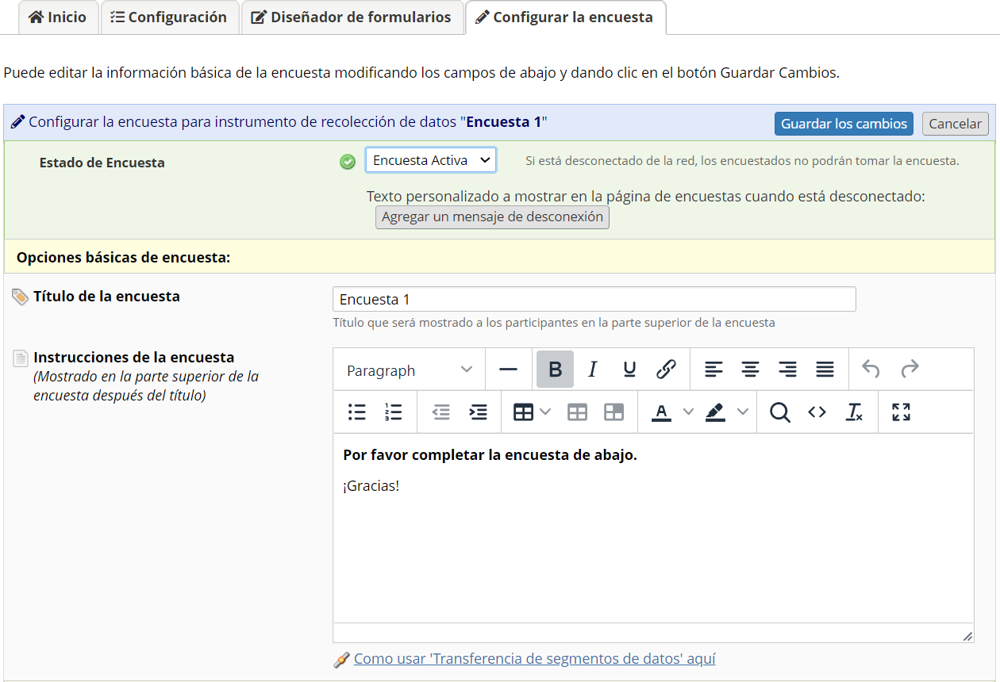 Inicio
Configuración
Diseñador de formularios
Configurar la encuesta
Puede editar la información básica de la encuesta modificando los campos de abajo y dando clic en el botón Guardar Cambios.
Configurar la encuesta para instrumento de recolección de datos "Encuesta 1"
Guardar los cambios
Cancelar
Estado de Encuesta
Encuesta Activa
Si está desconectado de la red, los encuestados no podrán tomar la encuesta.
Texto personalizado a mostrar en la página de encuestas cuando está desconectado:
Agregar un mensaje de desconexión
Opciones básicas de encuesta:
Título de la encuesta
Encuesta 1
Título que será mostrado a los participantes en la parte superior de la encuesta
Instrucciones de la encuesta
(Mostrado en la parte superior de la
encuesta después del título)
Paragraph
Por favor completar la encuesta de abajo.
¡Gracias!
Como usar 'Transferencia de segmentos de datos' aquí